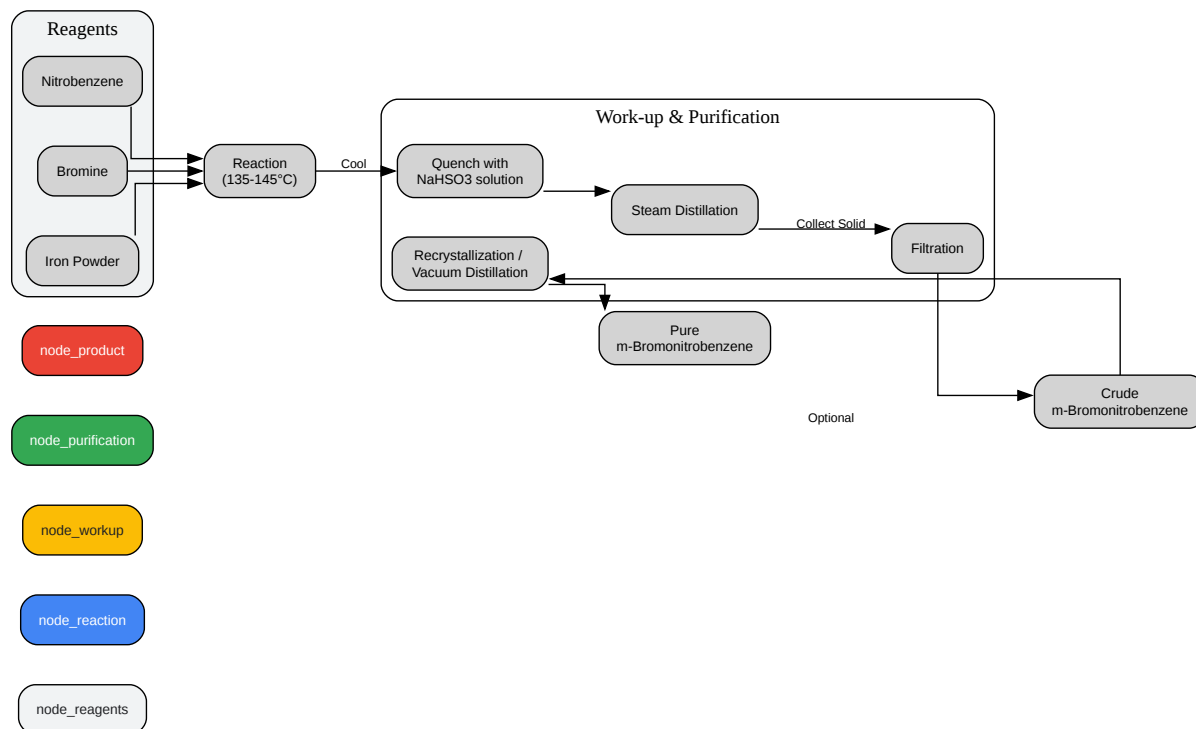 Reagents
Nitrobenzene
Bromine
Iron Powder
Reaction
(135-145°C)
Cool
Work-up & Purification
Quench with
NaHSO3 solution
Steam Distillation
Collect Solid
Filtration
Recrystallization /
Vacuum Distillation
Pure
m-Bromonitrobenzene
Crude
m-Bromonitrobenzene
Optional
node_product
node_purification
node_workup
node_reaction
node_reagents